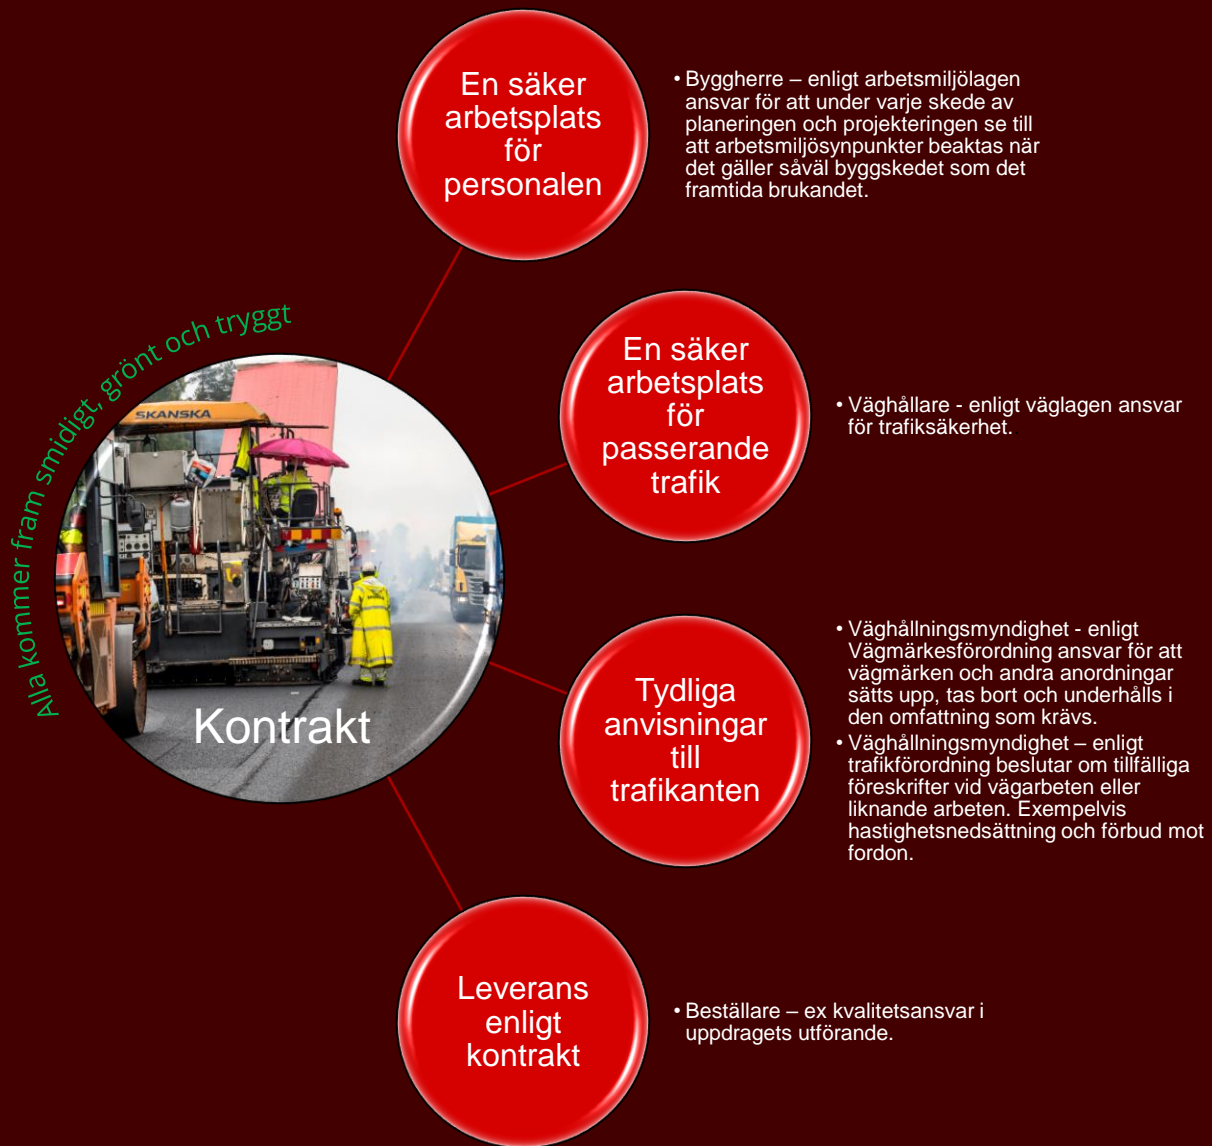 En säker
arbetsplats
för
personalen
• Byggherre – enligt arbetsmiljölagen
ansvar för att under varje skede av
planeringen och projekteringen se till
att arbetsmiljösynpunkter beaktas när
det gäller såväl byggskedet som det
framtida brukandet.
Alla kommer fram smidigt, grönt och tryggt
SKANSKA
Kontrakt
En säker
arbetsplats
för
passerande
trafik
• Väghållare - enligt väglagen ansvar
för trafiksäkerhet.
Tydliga
anvisningar
till
trafikanten
• Väghållningsmyndighet - enligt
Vägmärkesförordning ansvar för att
vägmärken och andra anordningar
sätts upp, tas bort och underhålls i
den omfattning som krävs.
• Väghållningsmyndighet – enligt
trafikförordning beslutar om tillfälliga
föreskrifter vid vägarbeten eller
liknande arbeten. Exempelvis
hastighetsnedsättning och förbud mot
fordon.
Leverans
enligt
kontrakt
• Beställare – ex kvalitetsansvar i
uppdragets utförande.